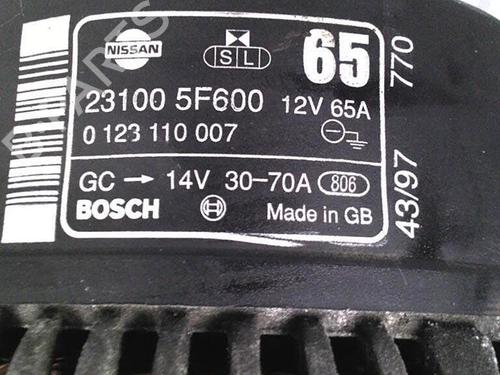 NISSAN
S L
65
770
23100 5F600 12V 65A
0 123 110 007
GC → 14V 30-70A 806
43/97
BOSCH
Made in GB